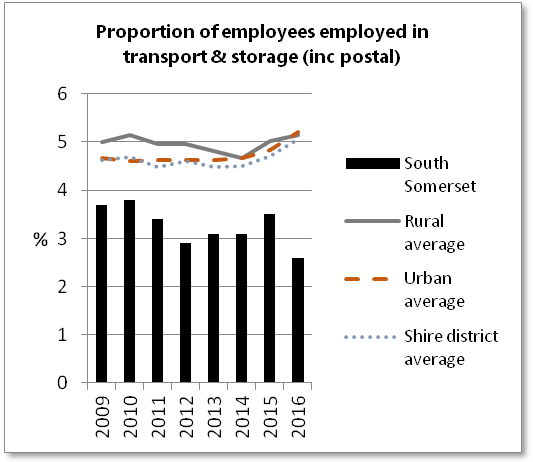 Proportion of employees employed in
transport & storage (inc postal)
6
5
4
3
2
1
0
%
2009
2010
2011
2012
2013
2014
2015
2016
South
Somerset
Rural
average
Urban
average
Shire district
average